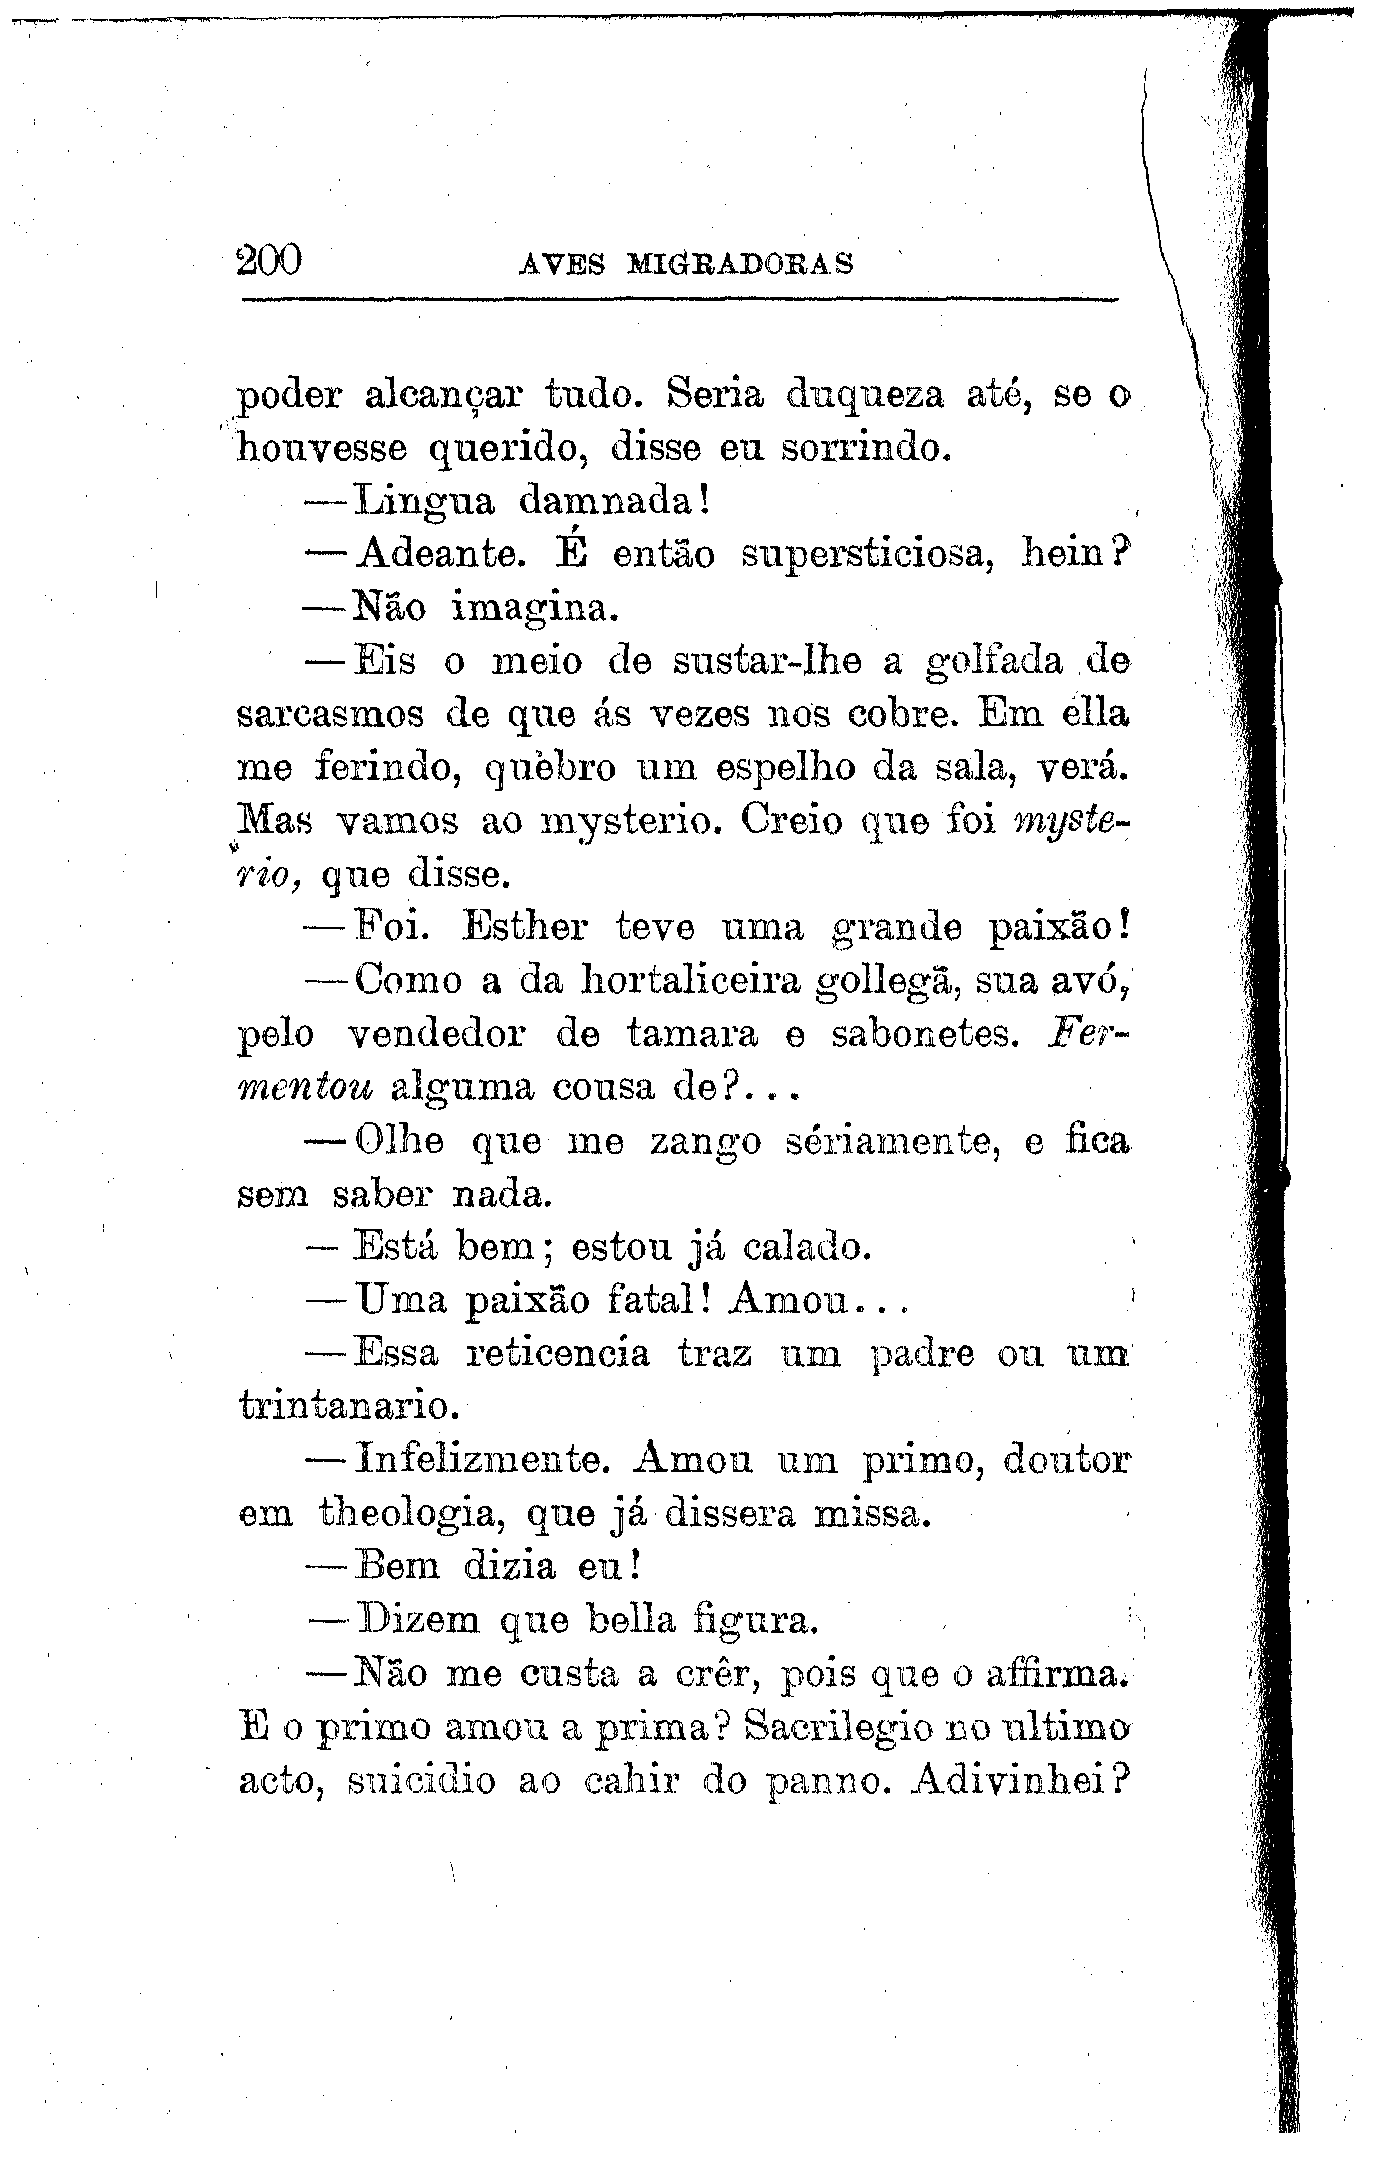 200 AVES MIGRADORAS
poder alcançar tudo. Seria duqueza até, se o
houvesse querido, disse eu sorrindo.
—Lingua damnada!
—Adeante. É então supersticiosa, hein?
—Não imagina.
—Eis o meio de sustar-lhe a golfada de
sarcasmos de que ás vezes nos cobre. Em ella
me ferindo, quebro um espelho da sala, verá.
Mas vamos ao mysterio. Creio que foi myste-
rio, que disse.
—Foi. Esther teve uma grande paixão!
—Como a da hortaliceira gollegã, sua avó,
pelo vendedor de tamara e sabonetes. Fer-
mentou alguma cousa de?...
—Olhe que me zango sériamente, e fica
sem saber nada.
—Está bem; estou já calado.
—Uma paixão fatal! Amou...
—Essa reticencia traz um padre ou um
trintanario.
—Infelizmente. Amou um primo, doutor
em theologia, que já dissera missa.
—Bem dizia eu!
—Dizem que bella figura.
—Não me custa a crêr, pois que o affirma.
E o primo amou a prima? Sacrilegio no ultimo
acto, suicidio ao cahir do panno. Adivinhei?